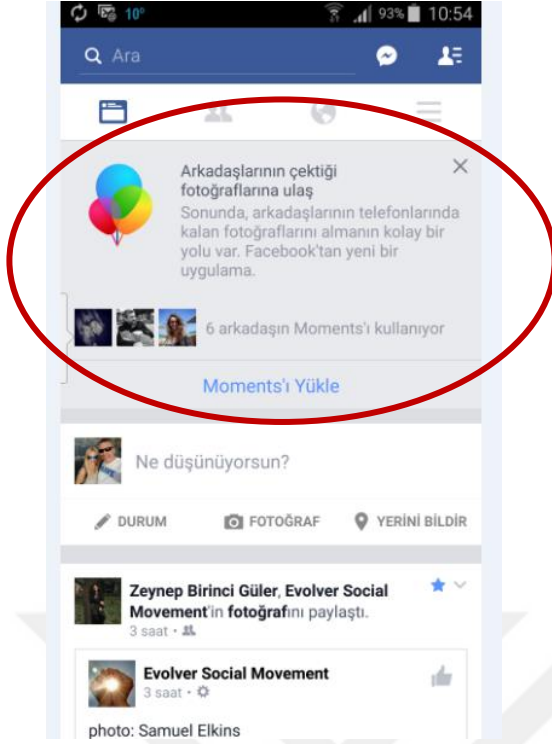 10° 93% 10:54
Ara
Arkadaşlarının çektiği
fotoğraflarına ulaş
Sonunda, arkadaşlarının telefonlarında
kalan fotoğraflarını almanın kolay bir
yolu var. Facebook'tan yeni bir
uygulama.
6 arkadaşın Moments'ı kullanıyor
Moments'ı Yükle
Ne düşünüyorsun?
DURUM FOTOĞRAF YERİNİ BİLDİR
Zeynep Birinci Güler, Evolver Social
Movement'in fotoğrafını paylaştı.
3 saat ·
Evolver Social Movement
3 saat ·
photo: Samuel Elkins